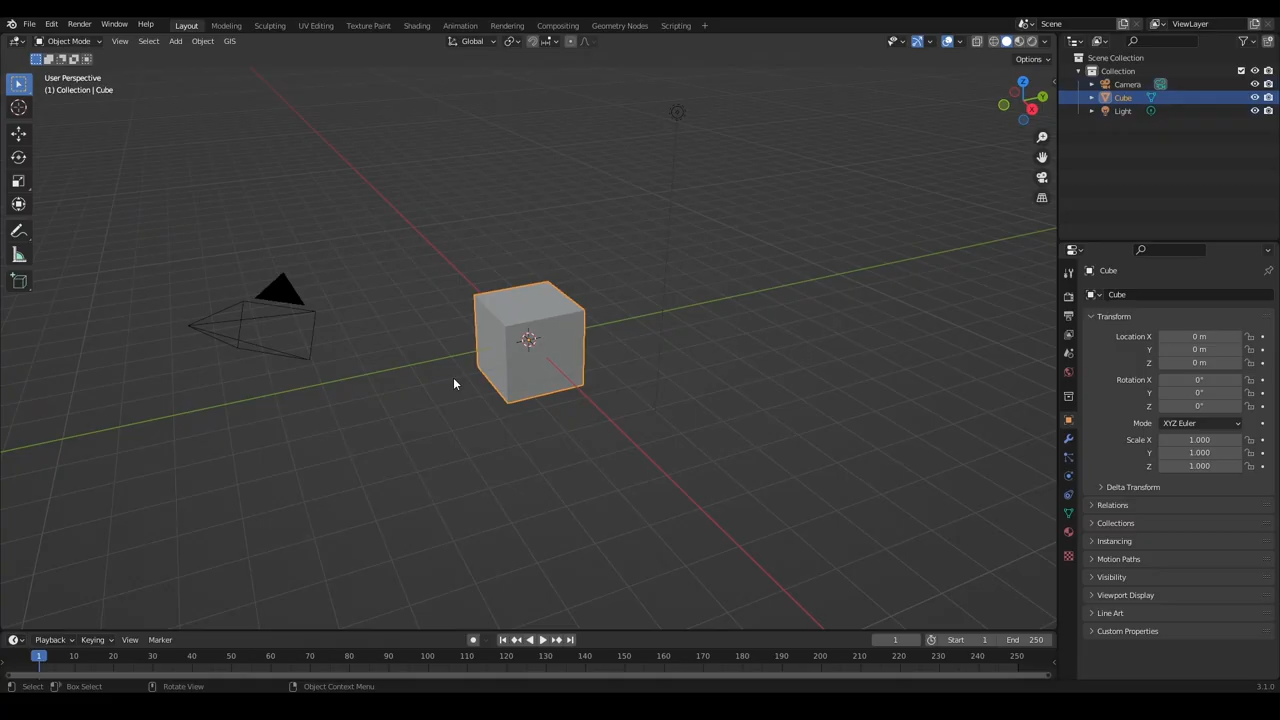 File Edit Render Window Help Layout Modeling Sculpting UV Editing Texture Paint Shading Animation Rendering Compositing Geometry Nodes Scripting + Scene ViewLayer
Object Mode View Select Add Object GIS Global
Options
User Perspective
(1) Collection | Cube
Z
Y
X
Scene Collection
Collection
Camera
Cube
Light
Cube
Cube
Transform
Location X 0 m
Y 0 m
Z 0 m
Rotation X 0°
Y 0°
Z 0°
Mode XYZ Euler
Scale X 1.000
Y 1.000
Z 1.000
Delta Transform
Relations
Collections
Instancing
Motion Paths
Visibility
Viewport Display
Line Art
Custom Properties
Playback Keying View Marker 1 Start 1 End 250
1 10 20 30 40 50 60 70 80 90 100 110 120 130 140 150 160 170 180 190 200 210 220 230 240 250
Select Box Select Rotate View Object Context Menu 3.1.0